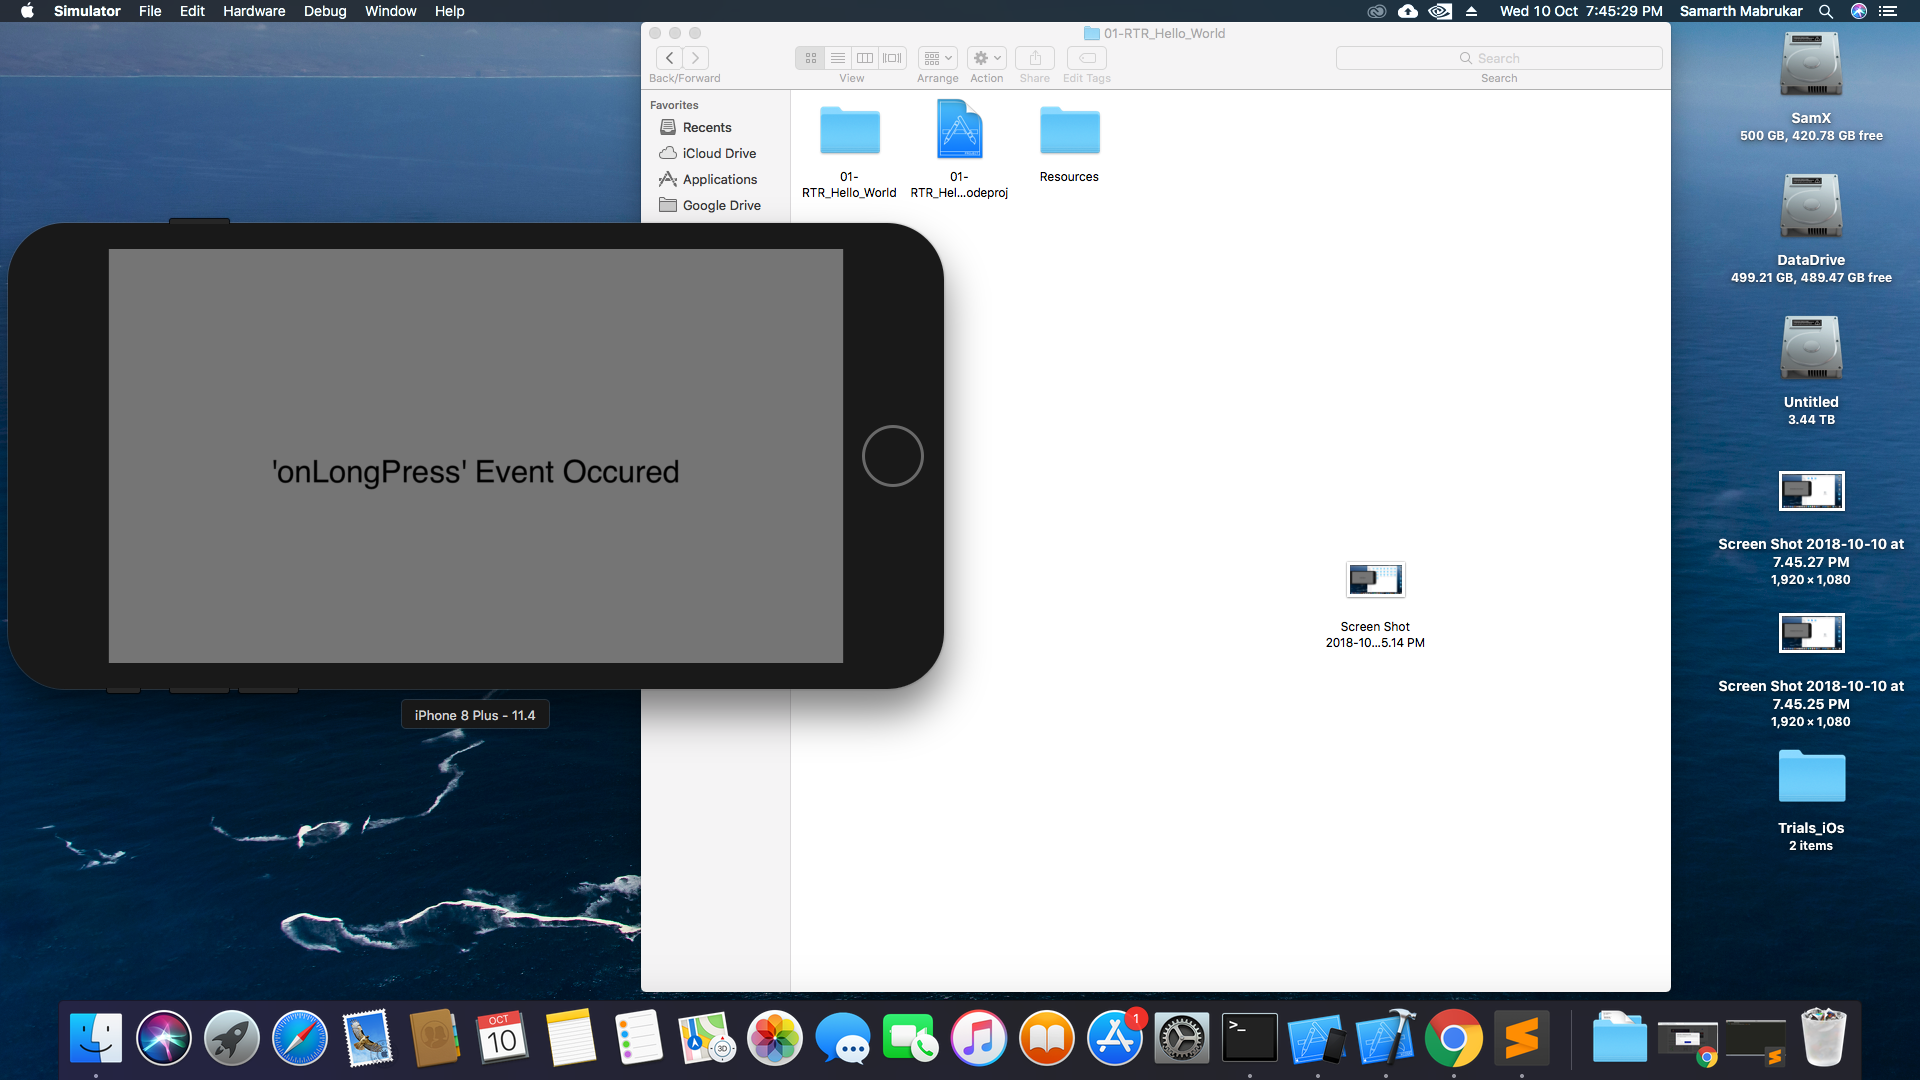 Simulator File Edit Hardware Debug Window Help
Wed 10 Oct 7:45:29 PM Samarth Mabrukar
01-RTR_Hello_World
Back/Forward
View
Arrange
Action
Share
Edit Tags
Search
Search
Favorites
Recents
iCloud Drive
Applications
Google Drive
01-
RTR_Hello_World
01-
RTR_Hel...odeproj
Resources
'onLongPress' Event Occured
iPhone 8 Plus - 11.4
Screen Shot
2018-10...5.14 PM
SamX
500 GB, 420.78 GB free
DataDrive
499.21 GB, 489.47 GB free
Untitled
3.44 TB
Screen Shot 2018-10-10 at
7.45.27 PM
1,920 × 1,080
Screen Shot 2018-10-10 at
7.45.25 PM
1,920 × 1,080
Trials_iOs
2 items
OCT
10
3D
1
>_